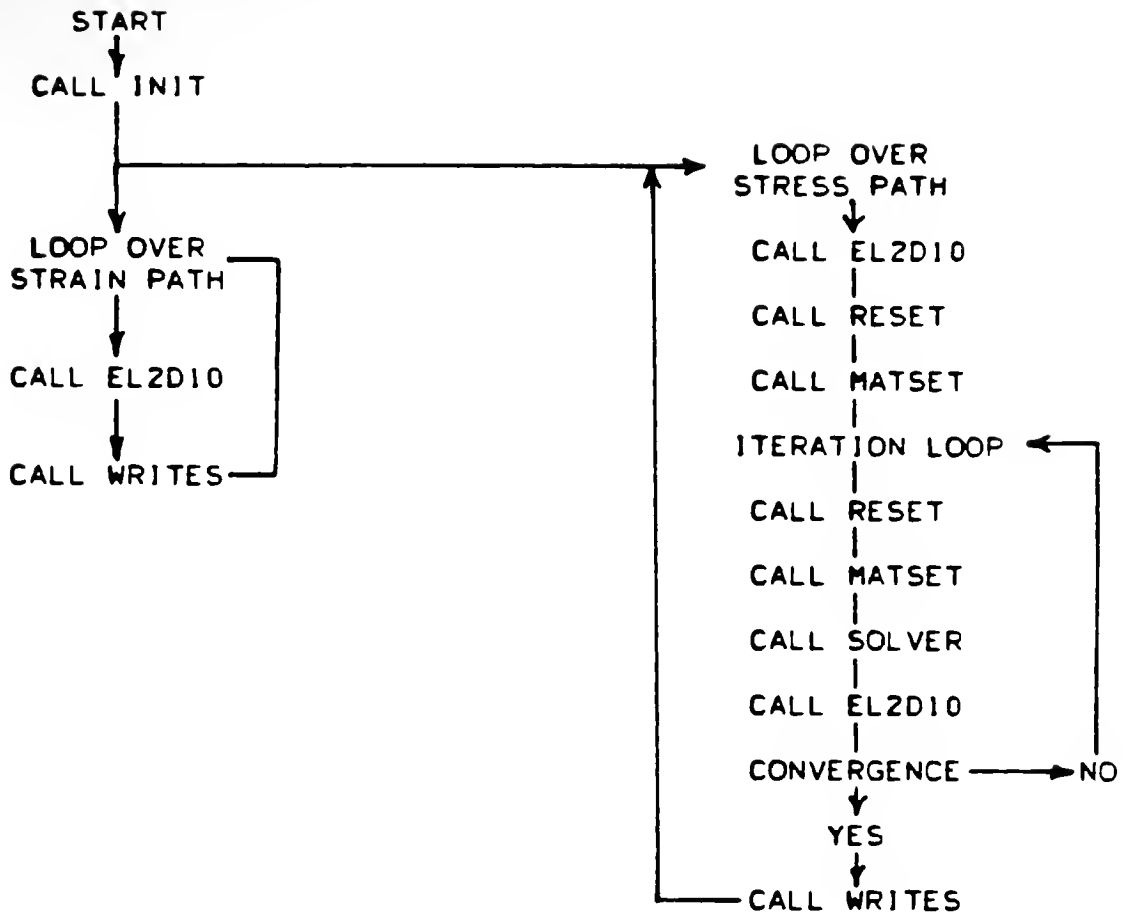 START
CALL INIT
LOOP OVER
STRAIN PATH
CALL EL2D10
CALL WRITES
LOOP OVER
STRESS PATH
CALL EL2D10
CALL RESET
CALL MATSET
ITERATION LOOP
CALL RESET
CALL MATSET
CALL SOLVER
CALL EL2D10
CONVERGENCE
NO
YES
CALL WRITES